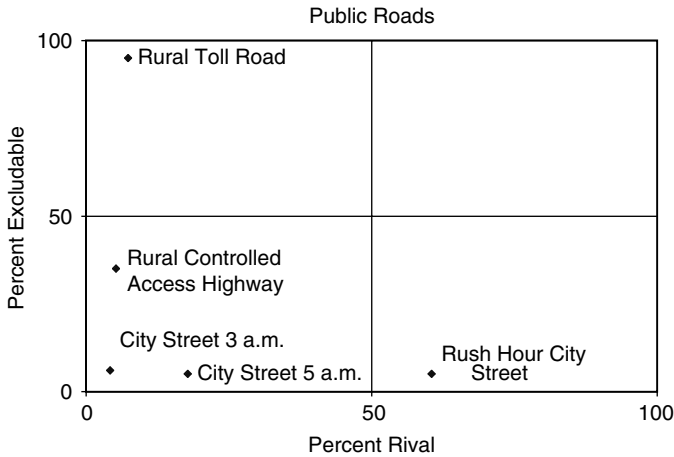 Public Roads
100
Rural Toll Road
Percent Excludable
50
Rural Controlled
Access Highway
City Street 3 a.m.
City Street 5 a.m.
Rush Hour City
Street
0
0
50
100
Percent Rival